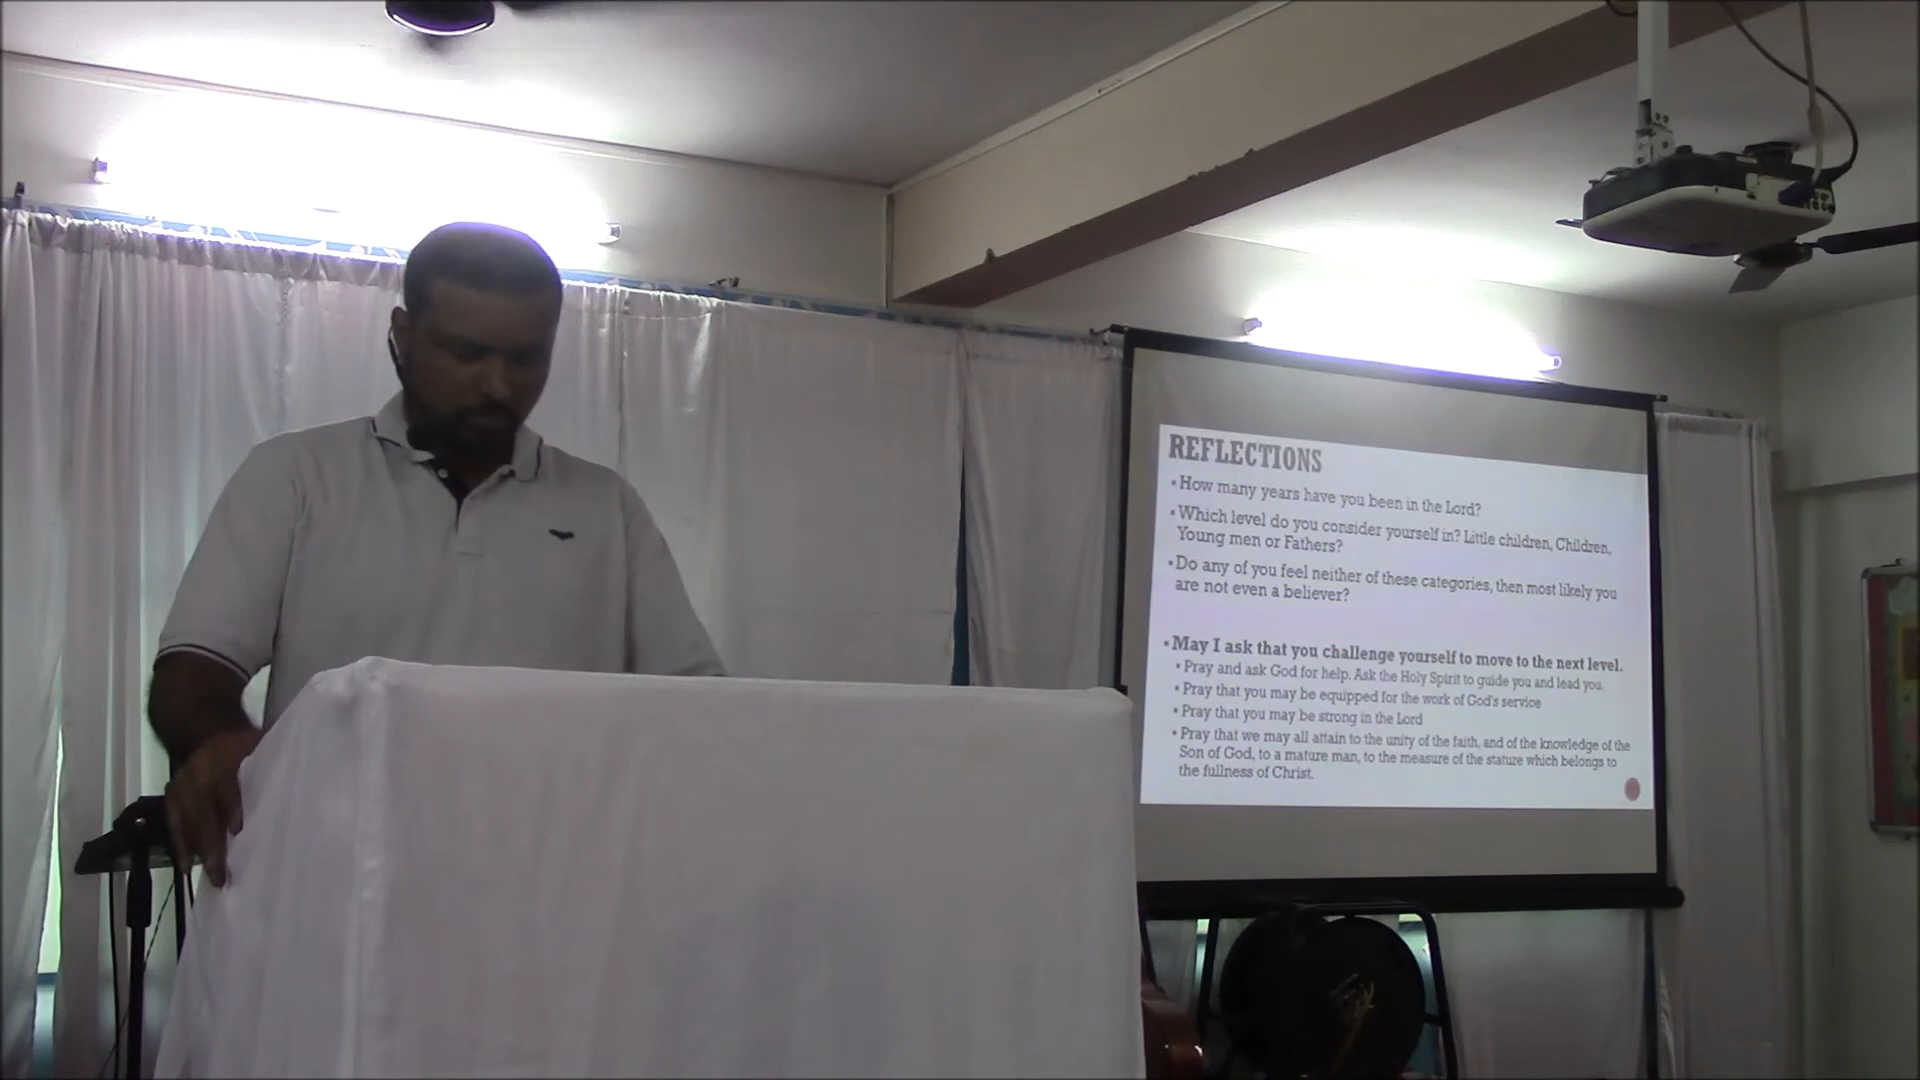 REFLECTIONS
▪ How many years have you been in the Lord?
▪ Which level do you consider yourself in? Little children, Children,
Young men or Fathers?
▪ Do any of you feel neither of these categories, then most likely you
are not even a believer?
▪ May I ask that you challenge yourself to move to the next level.
▪ Pray and ask God for help. Ask the Holy Spirit to guide you and lead you.
▪ Pray that you may be equipped for the work of God's service
▪ Pray that you may be strong in the Lord
▪ Pray that we may all attain to the unity of the faith, and of the knowledge of the
Son of God, to a mature man, to the measure of the stature which belongs to
the fullness of Christ.